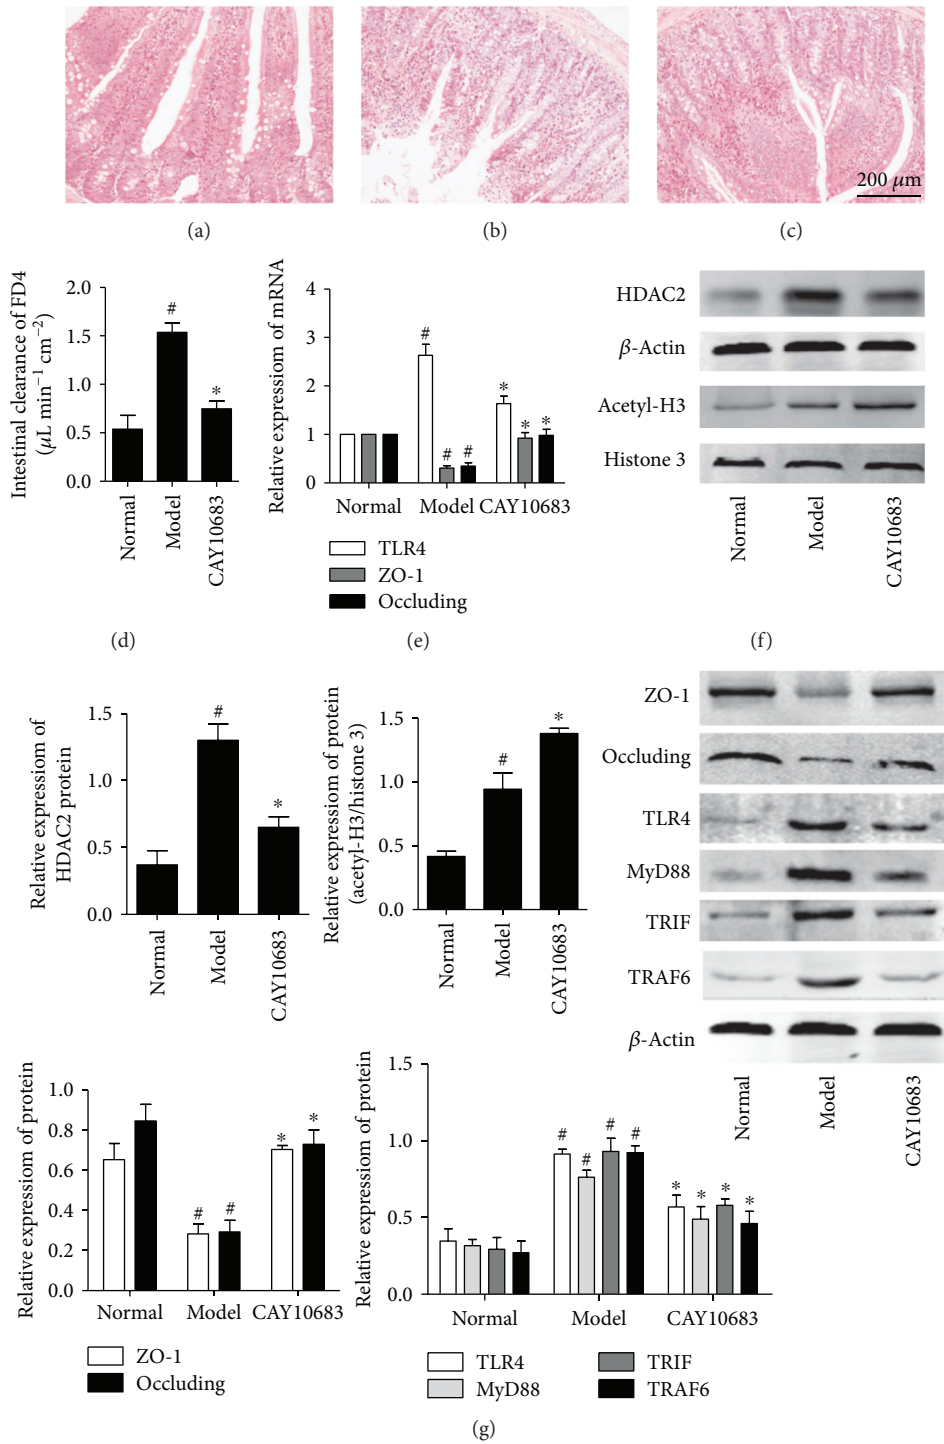 200 μm
(a)
(b)
(c)
Intestinal clearance of FD4
(μL min⁻¹ cm⁻²)
2.0
1.5
1.0
0.5
0.0
#
*
Normal
Model
CAY10683
(d)
Relative expressiom of mRNA
4
3
2
1
0
#
# #
*
* *
Normal
Model
CAY10683
TLR4
ZO-1
Occluding
(e)
HDAC2
β-Actin
Acetyl-H3
Histone 3
Normal
Model
CAY10683
(f)
Relative expressiom of
HDAC2 protein
1.5
1.0
0.5
0.0
#
*
Normal
Model
CAY10683
Relative expressiom of protein
(acetyl-H3/histone 3)
1.5
1.0
0.5
0.0
#
*
Normal
Model
CAY10683
ZO-1
Occluding
TLR4
MyD88
TRIF
TRAF6
β-Actin
Normal
Model
CAY10683
Relative expressiom of protein
1.0
0.8
0.6
0.4
0.2
0.0
# #
* *
Normal
Model
CAY10683
ZO-1
Occluding
Relative expressiom of protein
1.5
1.0
0.5
0.0
# # # #
* * * *
Normal
Model
CAY10683
TLR4
MyD88
TRIF
TRAF6
(g)